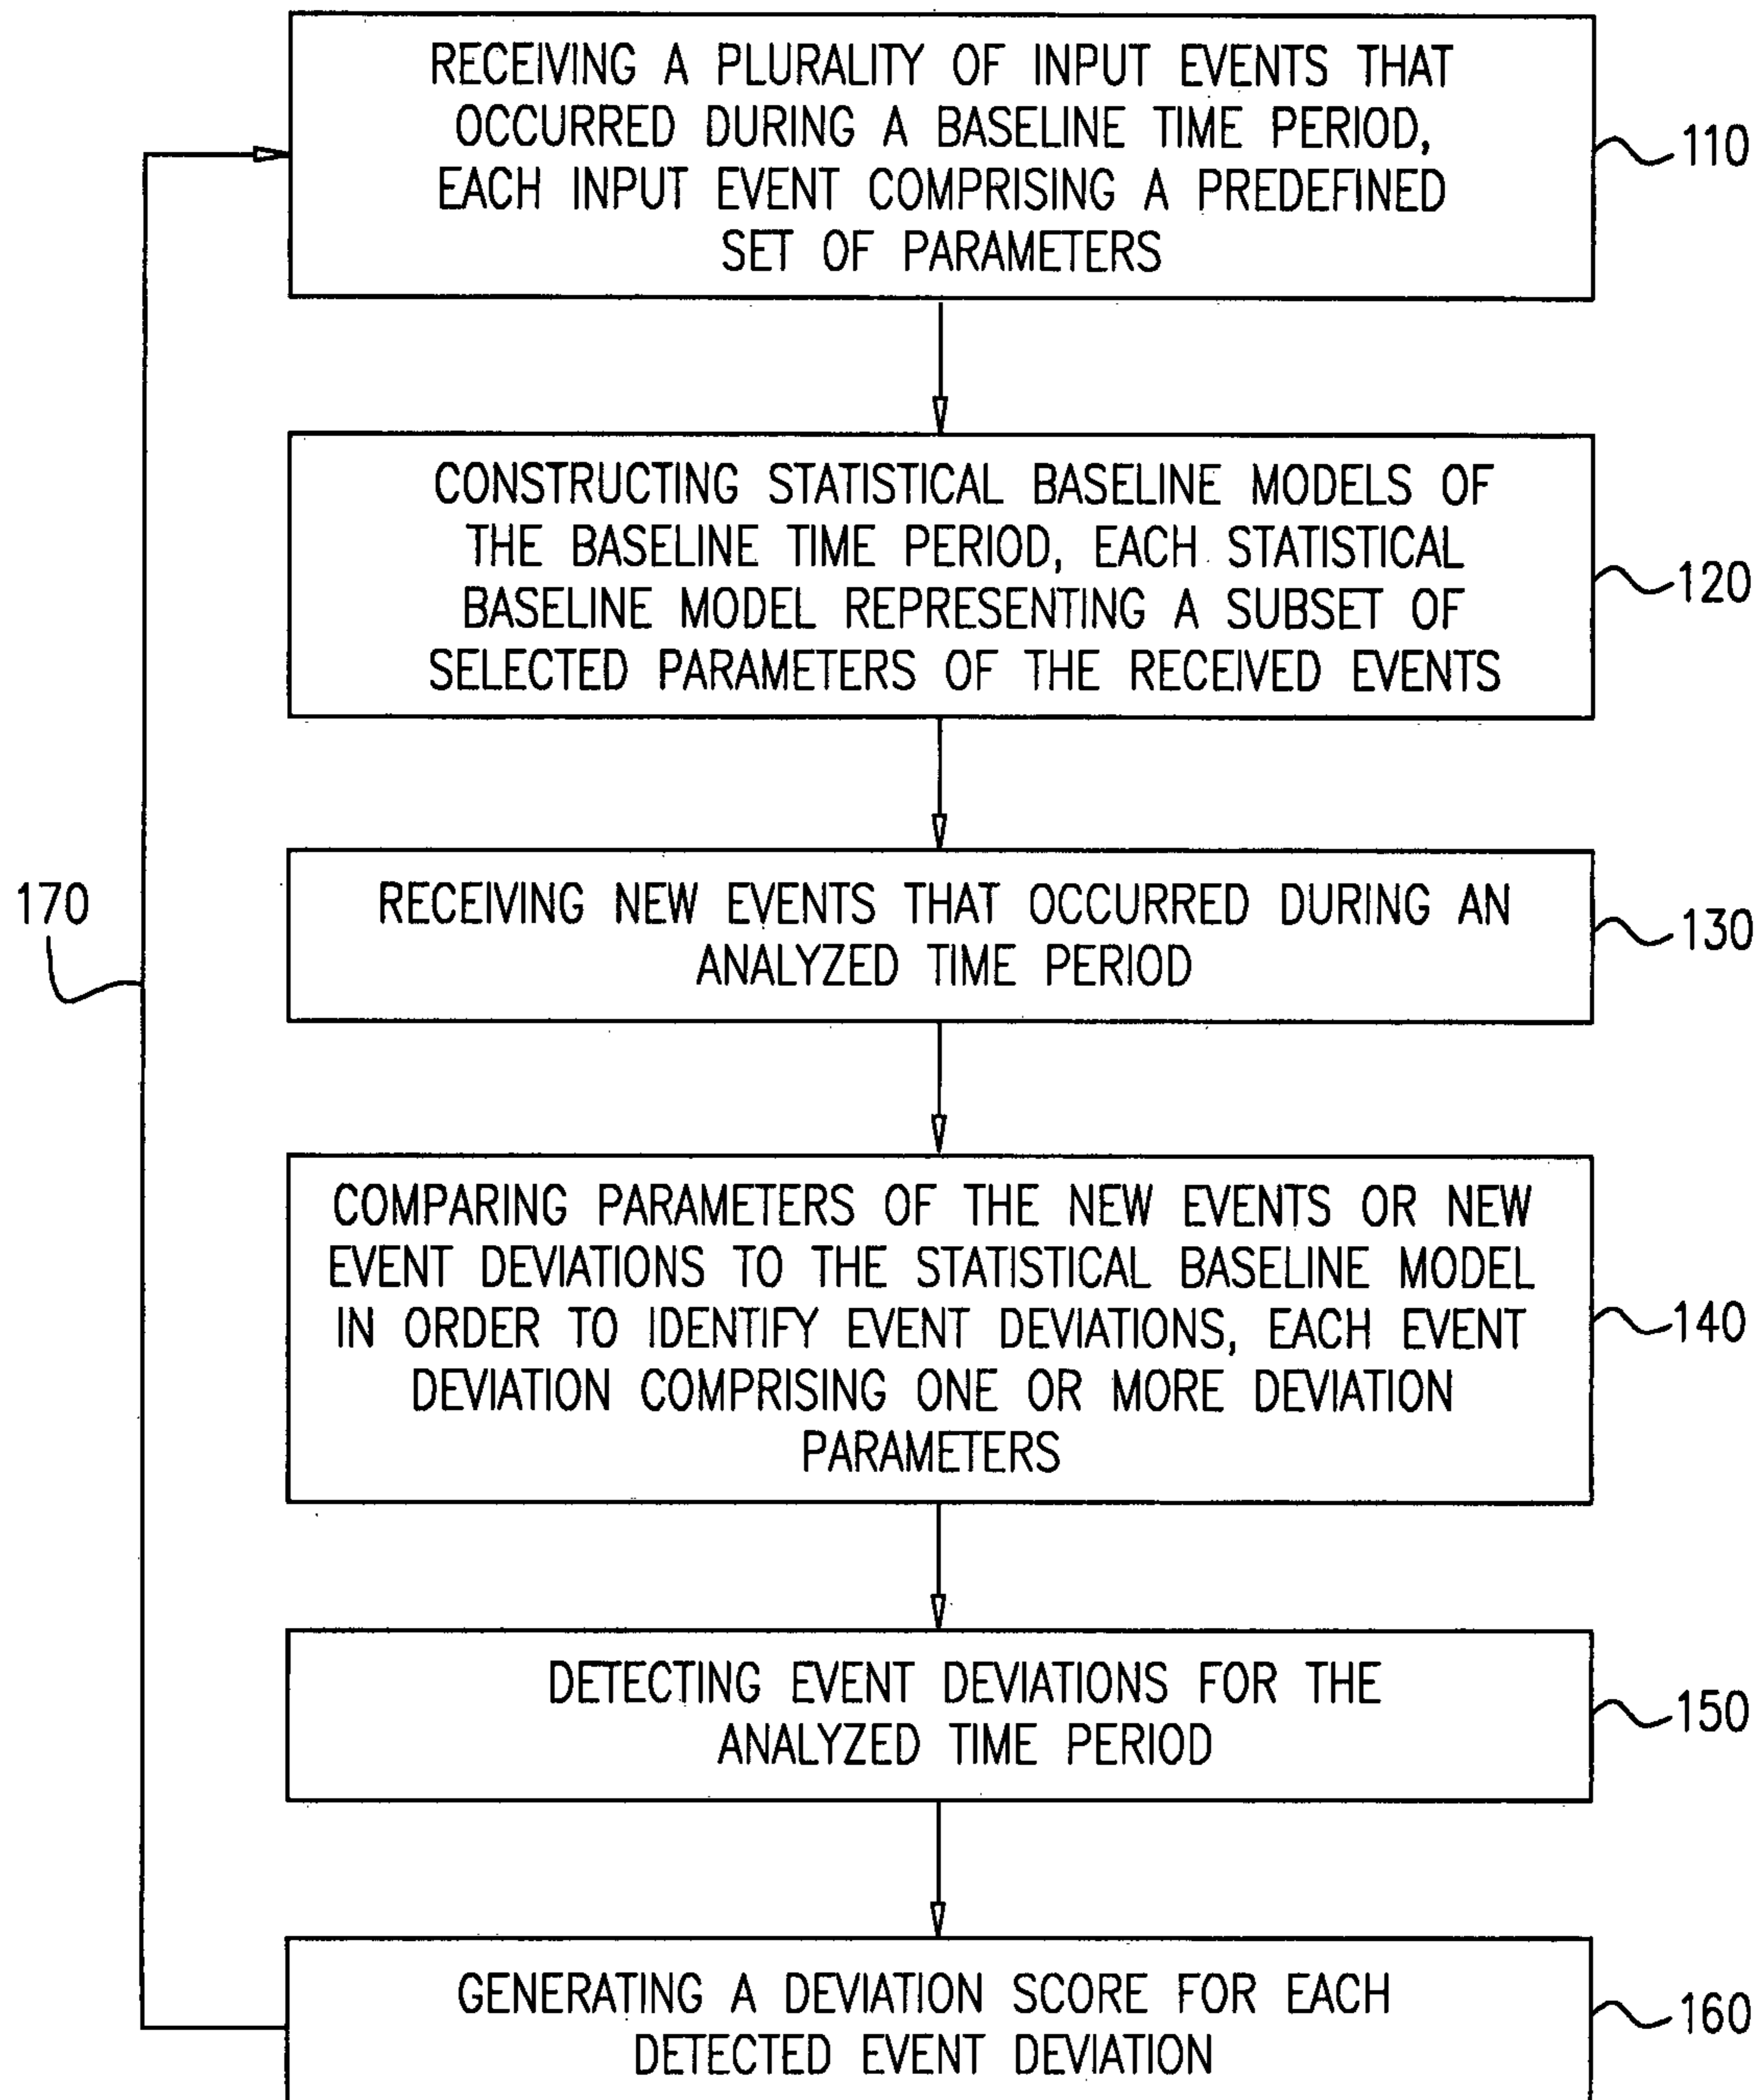 RECEIVING A PLURALITY OF INPUT EVENTS THAT
OCCURRED DURING A BASELINE TIME PERIOD,
EACH INPUT EVENT COMPRISING A PREDEFINED
SET OF PARAMETERS
110
CONSTRUCTING STATISTICAL BASELINE MODELS OF
THE BASELINE TIME PERIOD, EACH STATISTICAL
BASELINE MODEL REPRESENTING A SUBSET OF
SELECTED PARAMETERS OF THE RECEIVED EVENTS
120
170
RECEIVING NEW EVENTS THAT OCCURRED DURING AN
ANALYZED TIME PERIOD
130
COMPARING PARAMETERS OF THE NEW EVENTS OR NEW
EVENT DEVIATIONS TO THE STATISTICAL BASELINE MODEL
IN ORDER TO IDENTIFY EVENT DEVIATIONS, EACH EVENT
DEVIATION COMPRISING ONE OR MORE DEVIATION
PARAMETERS
140
DETECTING EVENT DEVIATIONS FOR THE
ANALYZED TIME PERIOD
150
GENERATING A DEVIATION SCORE FOR EACH
DETECTED EVENT DEVIATION
160